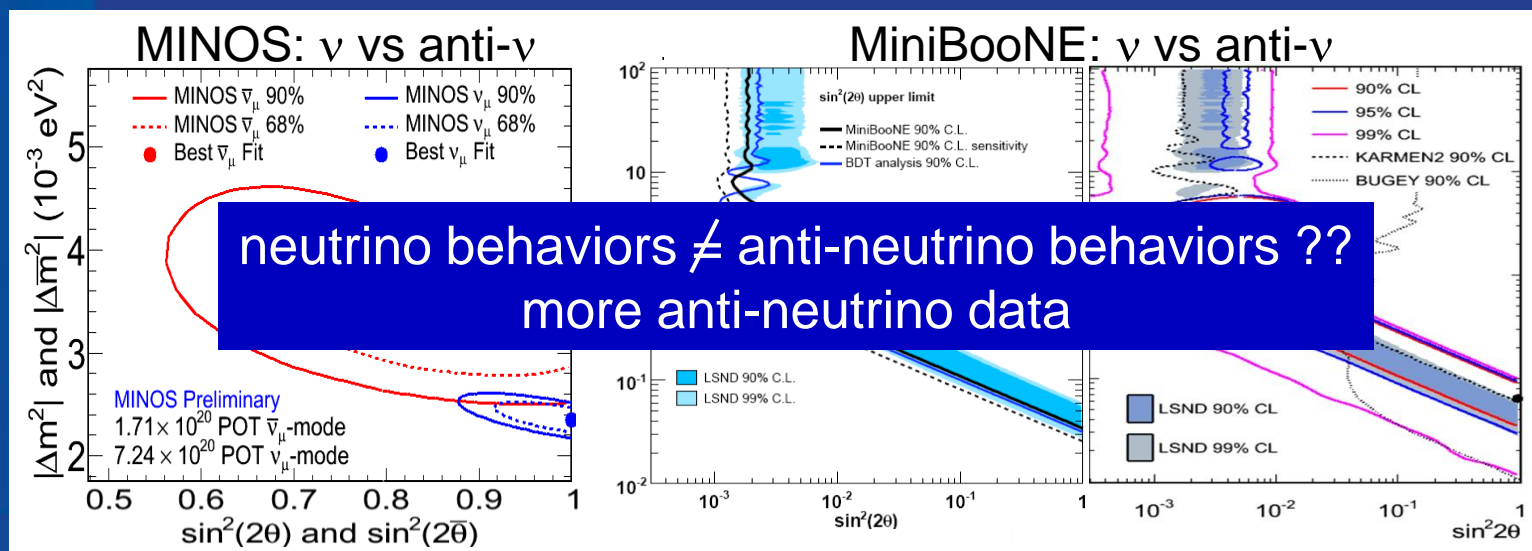 MINOS: ν vs anti-ν
MiniBooNE: ν vs anti-ν
|Δm²| and |Δm̅²| (10⁻³ eV²)
5
4
3
2
MINOS ν̅μ 90%
MINOS ν̅μ 68%
Best ν̅μ Fit
MINOS νμ 90%
MINOS νμ 68%
Best νμ Fit
MINOS Preliminary
1.71× 10²⁰ POT ν̅μ-mode
7.24 × 10²⁰ POT νμ-mode
0.5 0.6 0.7 0.8 0.9 1
sin²(2θ) and sin²(2θ̅)
neutrino behaviors ≠ anti-neutrino behaviors ??
more anti-neutrino data
10²
10
10⁻¹
10⁻²
sin²(2θ) upper limit
MiniBooNE 90% C.L.
MiniBooNE 90% C.L. sensitivity
BDT analysis 90% C.L.
LSND 90% C.L.
LSND 99% C.L.
10⁻³ 10⁻² 10⁻¹ 1
sin²(2θ)
90% CL
95% CL
99% CL
KARMEN2 90% CL
BUGEY 90% CL
LSND 90% CL
LSND 99% CL
10⁻³ 10⁻² 10⁻¹ 1
sin²2θ